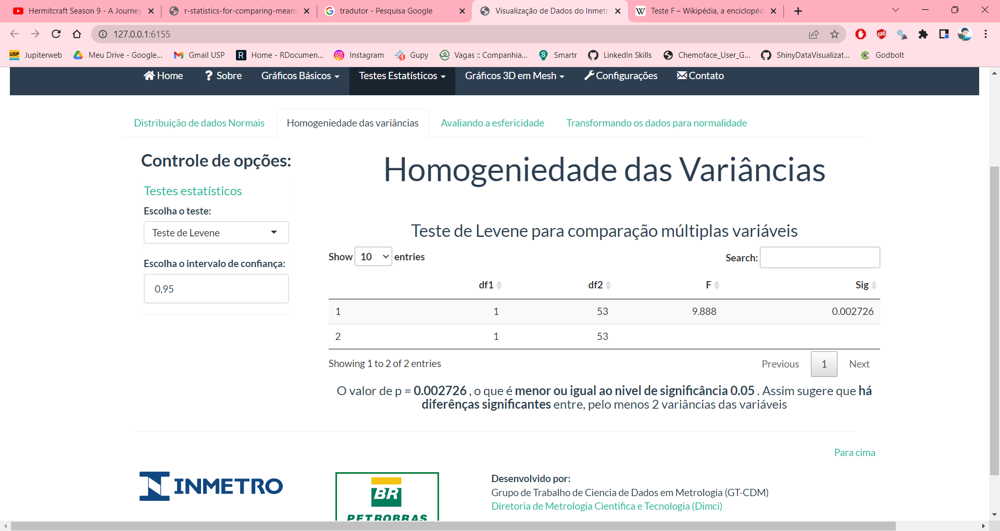 Hermitcraft Season 9 - A Journey
r-statistics-for-comparing-means
tradutor - Pesquisa Google
Visualização de Dados do Inmetr
Teste F – Wikipédia, a enciclopéd
127.0.0.1:6155
Jupiterweb
Meu Drive - Google...
Gmail USP
Home - RDocumen...
Instagram
Gupy
Vagas :: Companhia...
Smartr
LinkedIn Skills
Chemoface_User_G...
ShinyDataVisualizat...
Godbolt
Home
Sobre
Gráficos Básicos
Testes Estatísticos
Gráficos 3D em Mesh
Configurações
Contato
Distribuição de dados Normais
Homogeniedade das variâncias
Avaliando a esfericidade
Transformando os dados para normalidade
Controle de opções:
Testes estatísticos
Escolha o teste:
Teste de Levene
Escolha o intervalo de confiança:
0,95
Homogeniedade das Variâncias
Teste de Levene para comparação múltiplas variáveis
Show 10 entries
Search:
df1 df2 F Sig
1 1 53 9.888 0.002726
2 1 53
Showing 1 to 2 of 2 entries
Previous 1 Next
O valor de p = 0.002726 , o que é menor ou igual ao nivel de significância 0.05 . Assim sugere que há
diferênças significantes entre, pelo menos 2 variâncias das variáveis
Para cima
INMETRO
BR
PETROBRAS
Desenvolvido por:
Grupo de Trabalho de Ciencia de Dados em Metrologia (GT-CDM)
Diretoria de Metrologia Cientifica e Tecnologia (Dimci)